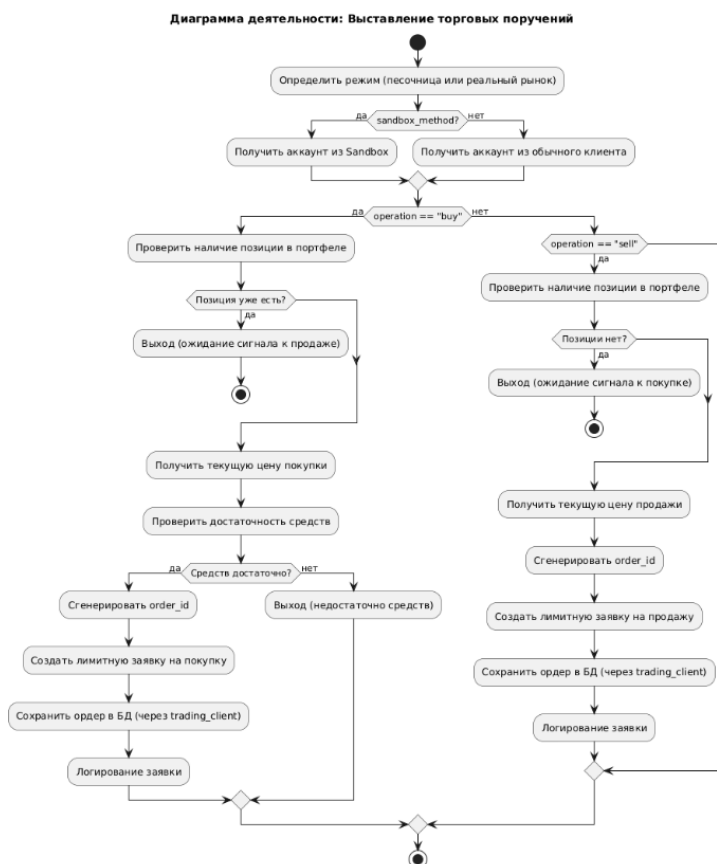 Диаграмма деятельности: Выставление торговых поручений
Определить режим (песочница или реальный рынок)
да
sandbox_method?
нет
Получить аккаунт из Sandbox
Получить аккаунт из обычного клиента
да
operation == "buy"
нет
Проверить наличие позиции в портфеле
Позиция уже есть?
да
Выход (ожидание сигнала к продаже)
Получить текущую цену покупки
Проверить достаточность средств
да
Средств достаточно?
нет
Сгенерировать order_id
Выход (недостаточно средств)
Создать лимитную заявку на покупку
Сохранить ордер в БД (через trading_client)
Логирование заявки
operation == "sell"
да
Проверить наличие позиции в портфеле
Позиции нет?
да
Выход (ожидание сигнала к покупке)
Получить текущую цену продажи
Сгенерировать order_id
Создать лимитную заявку на продажу
Сохранить ордер в БД (через trading_client)
Логирование заявки